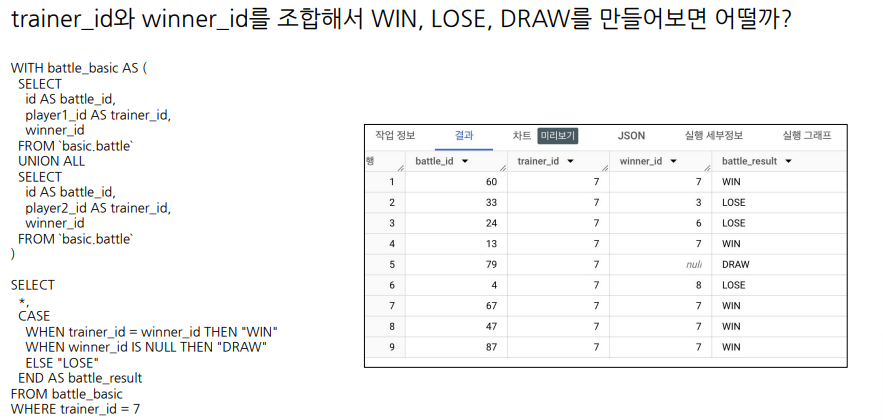 trainer_id와 winner_id를 조합해서 WIN, LOSE, DRAW를 만들어보면 어떨까?
WITH battle_basic AS (
SELECT
id AS battle_id,
player1_id AS trainer_id,
winner_id
FROM `basic.battle`
UNION ALL
SELECT
id AS battle_id,
player2_id AS trainer_id,
winner_id
FROM `basic.battle`
)
SELECT
*,
CASE
WHEN trainer_id = winner_id THEN "WIN"
WHEN winner_id IS NULL THEN "DRAW"
ELSE "LOSE"
END AS battle_result
FROM battle_basic
WHERE trainer_id = 7
작업 정보 결과 차트 미리보기 JSON 실행 세부정보 실행 그래프
행 battle_id trainer_id winner_id battle_result
1 60 7 7 WIN
2 33 7 3 LOSE
3 24 7 6 LOSE
4 13 7 7 WIN
5 79 7 null DRAW
6 4 7 8 LOSE
7 67 7 7 WIN
8 47 7 7 WIN
9 87 7 7 WIN